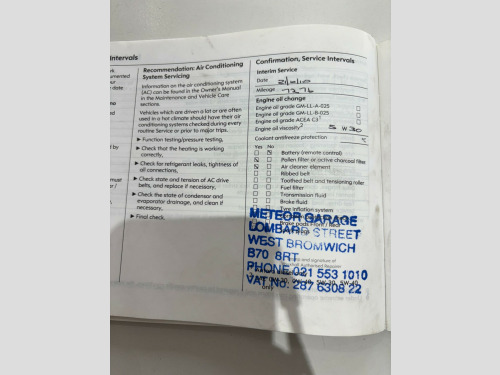 Intervals
Recommendation: Air Conditioning
System Servicing
Information on the air conditioning system
(AC) can be found in the Owner's Manual
in the Maintenance and Vehicle Care
sections.
Vehicles which are driven a lot or are often
used in a hot climate should have their air
conditioning systems checked during every
routine Service or prior to major trips.
► Function testing/pressure testing,
► Check that the heating is working
correctly,
► Check for refrigerant leaks, tightness of
all connections,
► Check state and tension of AC drive
belts, and replace if necessary,
► Check the state of condenser and
evaporator drainage, and clean if
necessary.
► Final check.
Confirmation, Service Intervals
Interim Service
Date
Mileage 7276
Engine oil change
Engine oil grade GM-LL-A-025
Engine oil grade GM-LL-B-025
Engine oil grade ACEA C3
Engine oil viscosity² 5 W 30
Coolant antifreeze protection
Yes No
Battery (remote control)
Pollen filter or active charcoal filter
Air cleaner element
Ribbed belt
Toothed belt and tensioning roller
Fuel filter
Transmission fluid
Brake fluid
Tyre inflation system
METEOR GARAGE
LOMBARD STREET
WEST BROMWICH
B70 8RT
PHONE 021 553 1010
VAT No. 287 6308 22